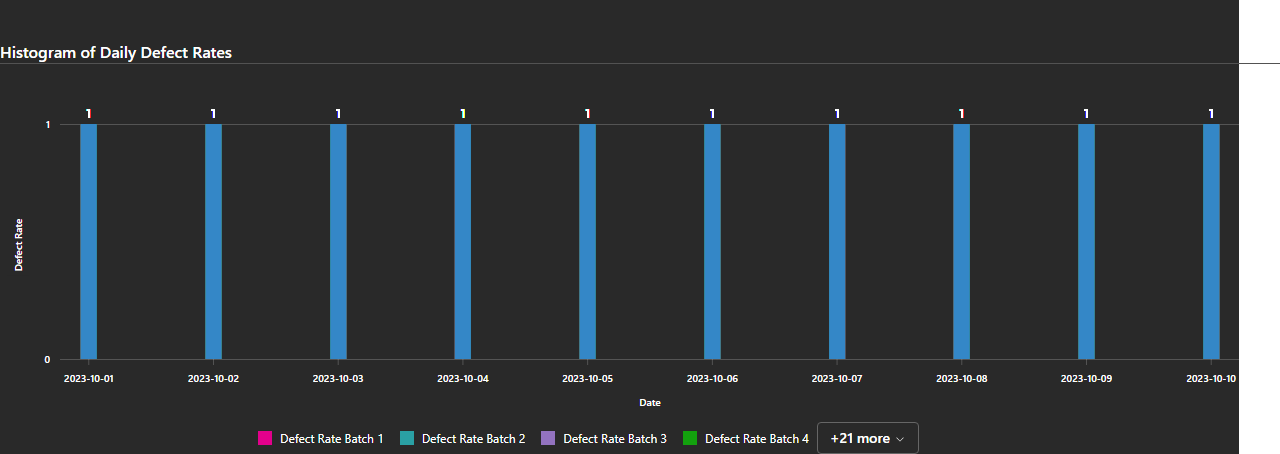 Histogram of Daily Defect Rates
1 1 1 1 1 1 1 1 1 1
1
Defect Rate
0
2023-10-01 2023-10-02 2023-10-03 2023-10-04 2023-10-05 2023-10-06 2023-10-07 2023-10-08 2023-10-09 2023-10-10
Date
Defect Rate Batch 1 Defect Rate Batch 2 Defect Rate Batch 3 Defect Rate Batch 4 +21 more